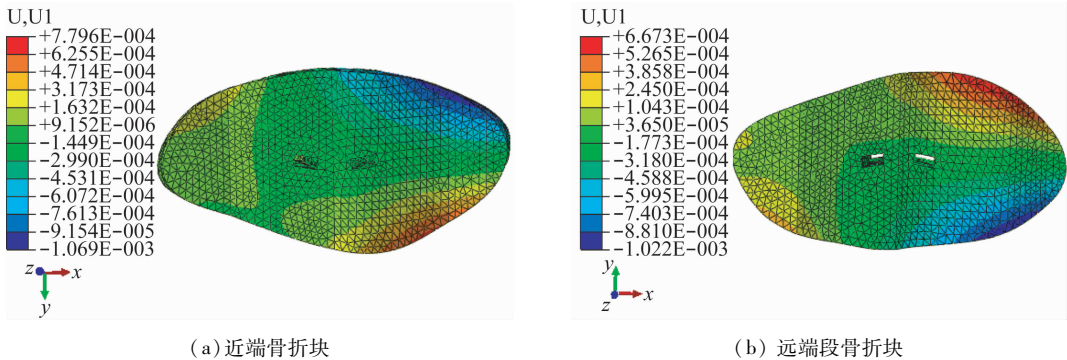 U,U1
+7.796E-004
+6.255E-004
+4.714E-004
+3.173E-004
+1.632E-004
+9.152E-006
-1.449E-004
-2.990E-004
-4.531E-004
-6.072E-004
-7.613E-004
-9.154E-005
-1.069E-003
z
x
y
(a)近端骨折块
U,U1
+6.673E-004
+5.265E-004
+3.858E-004
+2.450E-004
+1.043E-004
+3.650E-005
-1.773E-004
-3.180E-004
-4.588E-004
-5.995E-004
-7.403E-004
-8.810E-004
-1.022E-003
y
z
x
(b) 远端段骨折块